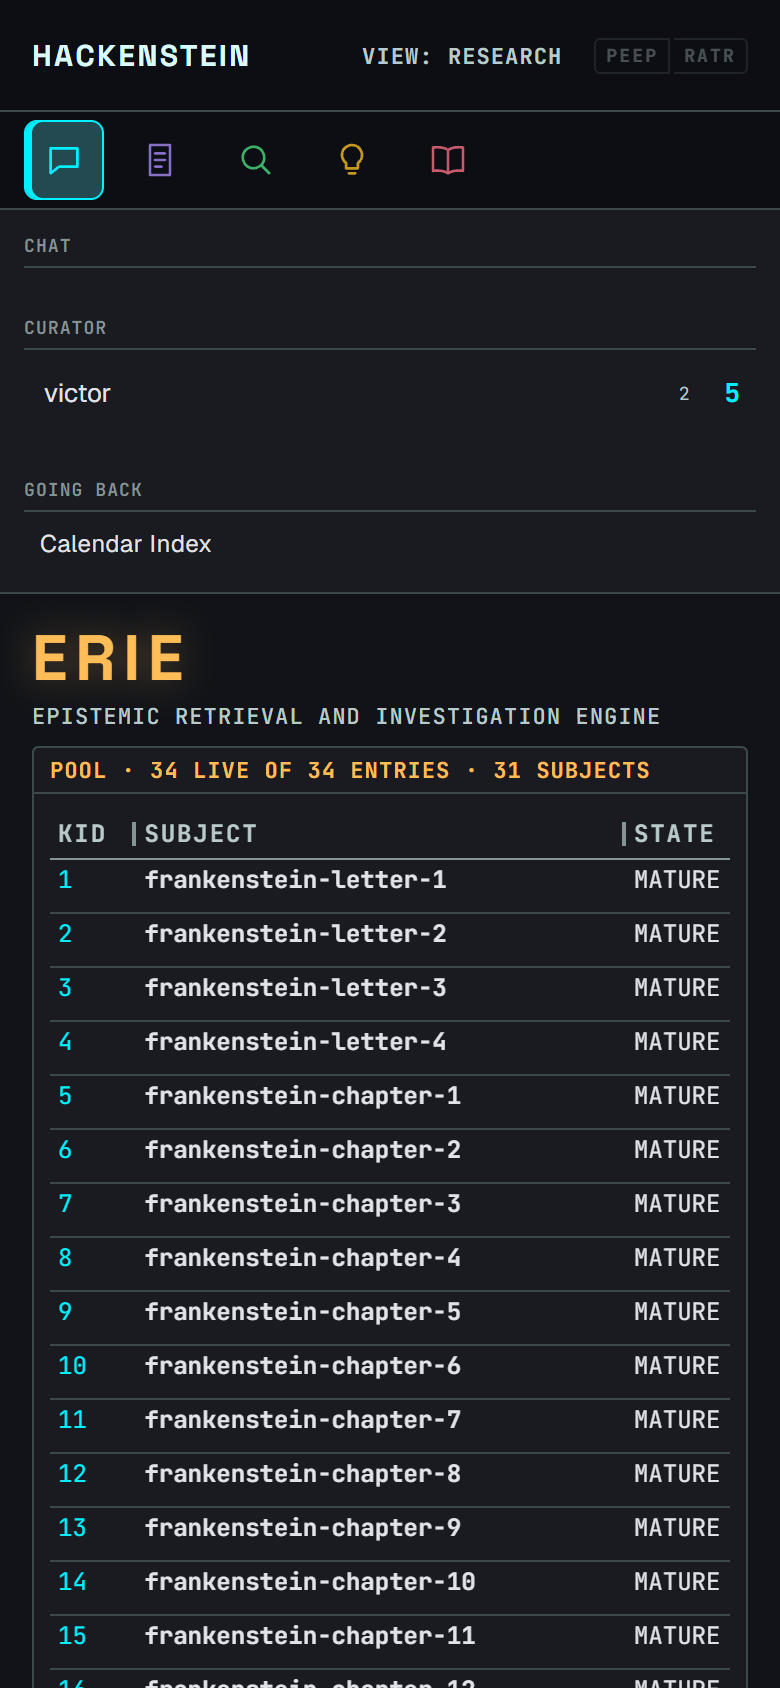 HACKENSTEIN VIEW: RESEARCH PEEP RATR
CHAT
CURATOR
victor 2 5
GOING BACK
Calendar Index
ERIE
EPISTEMIC RETRIEVAL AND INVESTIGATION ENGINE
POOL · 34 LIVE OF 34 ENTRIES · 31 SUBJECTS
KID SUBJECT STATE
1 frankenstein-letter-1 MATURE
2 frankenstein-letter-2 MATURE
3 frankenstein-letter-3 MATURE
4 frankenstein-letter-4 MATURE
5 frankenstein-chapter-1 MATURE
6 frankenstein-chapter-2 MATURE
7 frankenstein-chapter-3 MATURE
8 frankenstein-chapter-4 MATURE
9 frankenstein-chapter-5 MATURE
10 frankenstein-chapter-6 MATURE
11 frankenstein-chapter-7 MATURE
12 frankenstein-chapter-8 MATURE
13 frankenstein-chapter-9 MATURE
14 frankenstein-chapter-10 MATURE
15 frankenstein-chapter-11 MATURE
16 frankenstein-chapter-12 MATURE